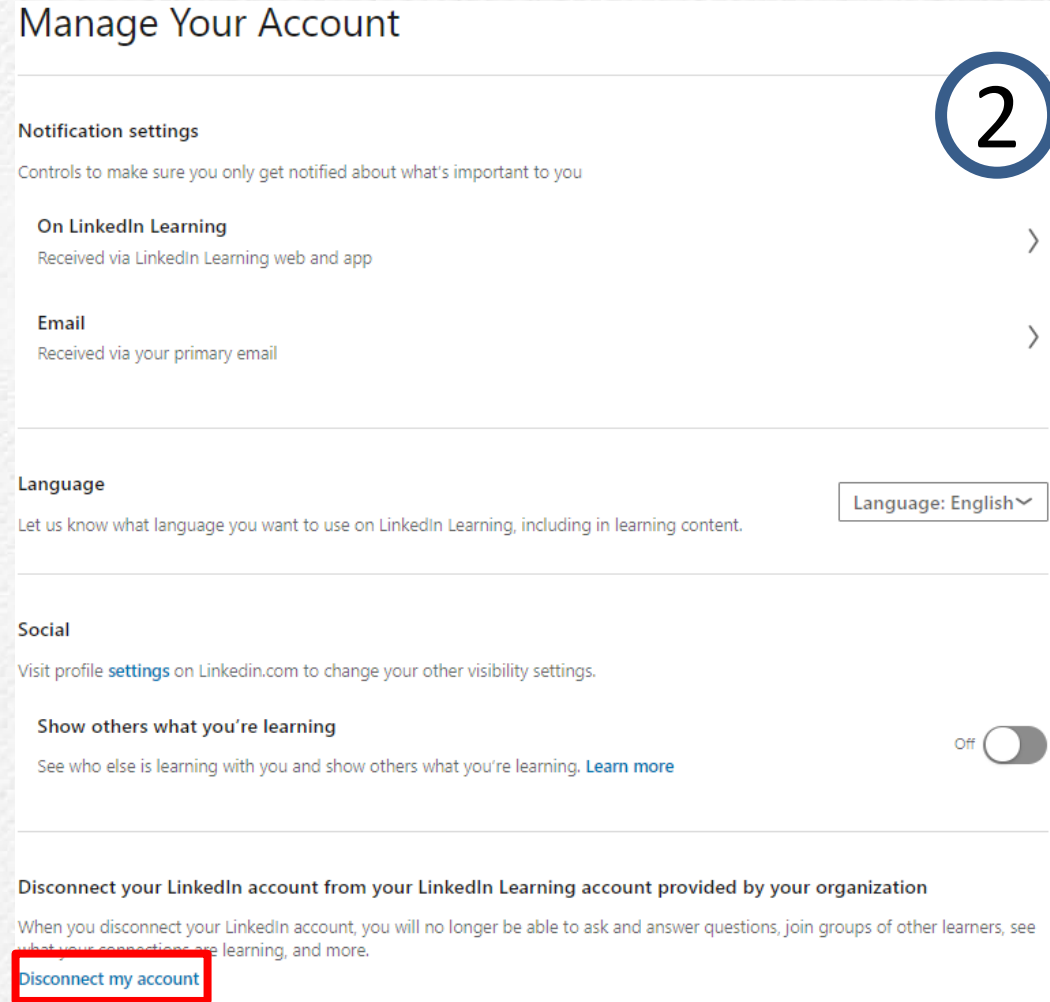 Manage Your Account
2
Notification settings
Controls to make sure you only get notified about what's important to you
On LinkedIn Learning
Received via LinkedIn Learning web and app
Email
Received via your primary email
Language
Language: English
Let us know what language you want to use on LinkedIn Learning, including in learning content.
Social
Visit profile settings on Linkedin.com to change your other visibility settings.
Show others what you're learning
Off
See who else is learning with you and show others what you're learning. Learn more
Disconnect your LinkedIn account from your LinkedIn Learning account provided by your organization
When you disconnect your LinkedIn account, you will no longer be able to ask and answer questions, join groups of other learners, see
what your connections are learning, and more.
Disconnect my account